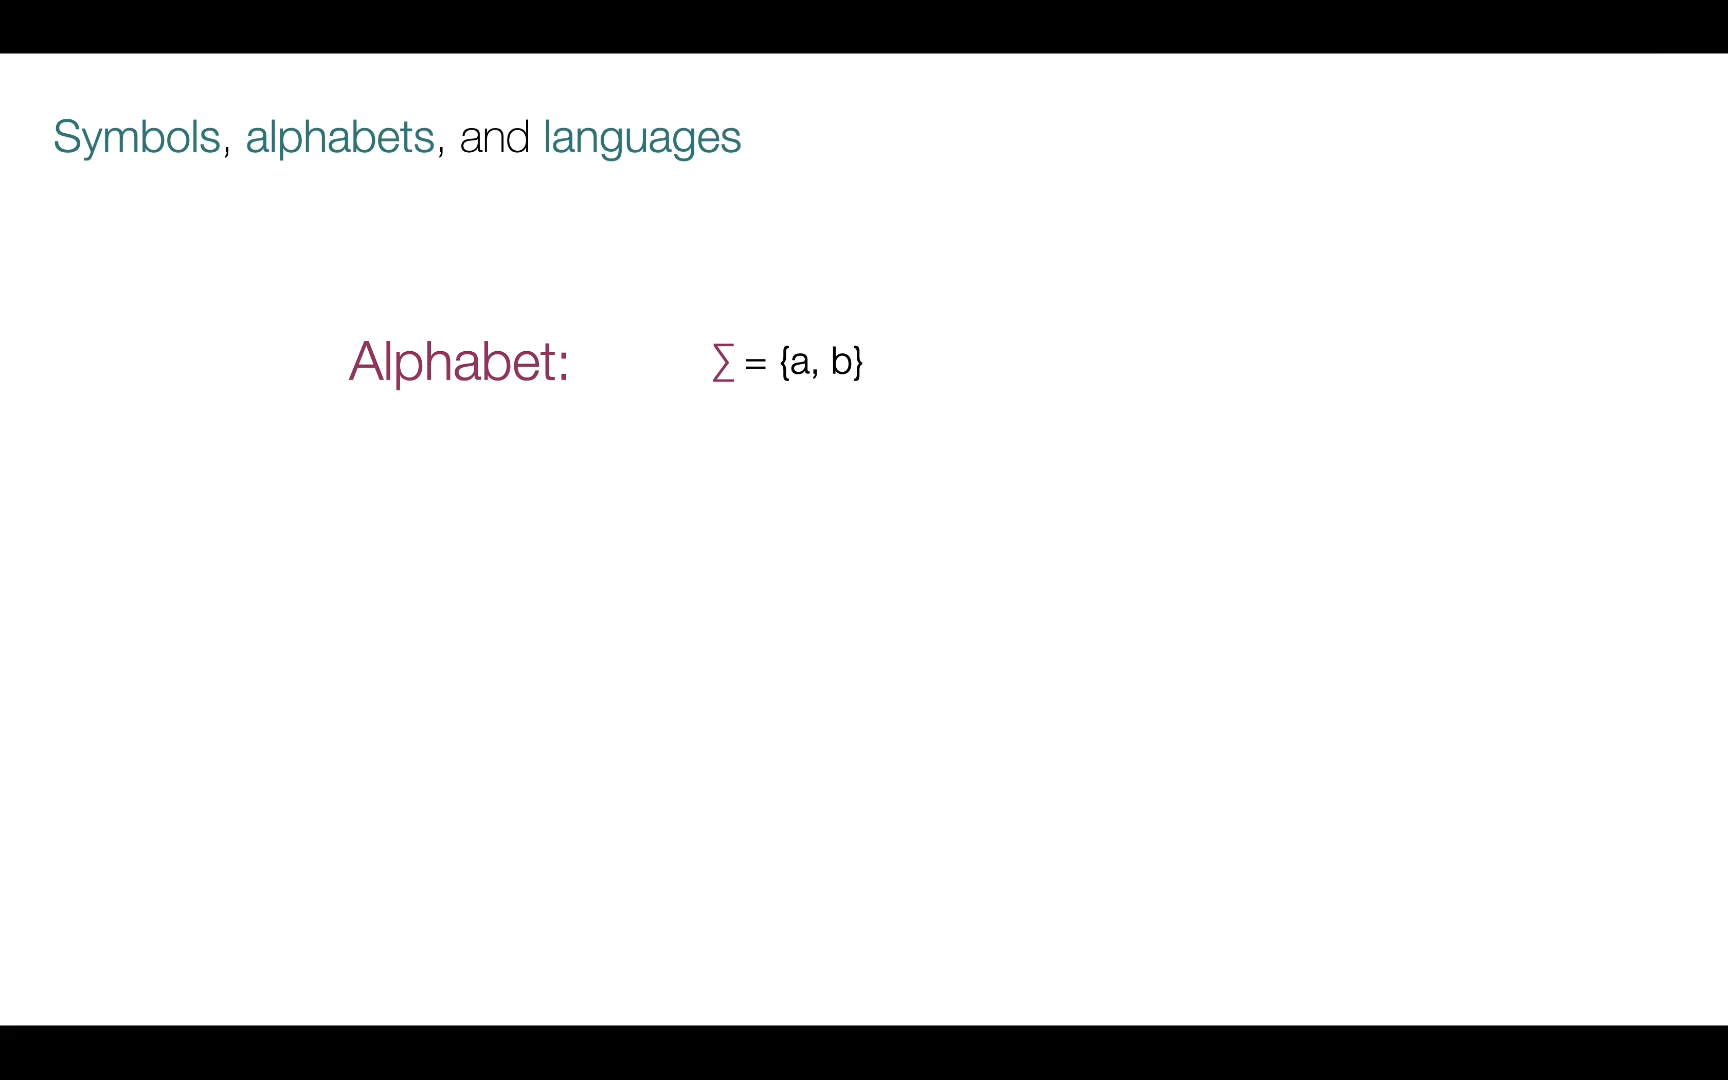 Symbols, alphabets, and languages
Alphabet: ∑ = {a, b}